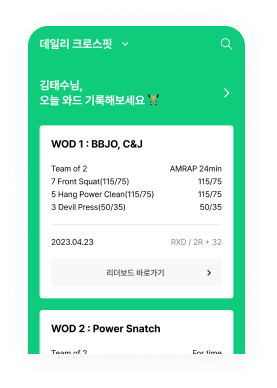 데일리 크로스핏
김태수님,
오늘 와드 기록해보세요 🏋️
WOD 1 : BBJO, C&J
Team of 2 AMRAP 24min
7 Front Squat(115/75) 115/75
5 Hang Power Clean(115/75) 115/75
3 Devil Press(50/35) 50/35
2023.04.23 RXD / 2R + 32
리더보드 바로가기
WOD 2 : Power Snatch
Team of 2 For time